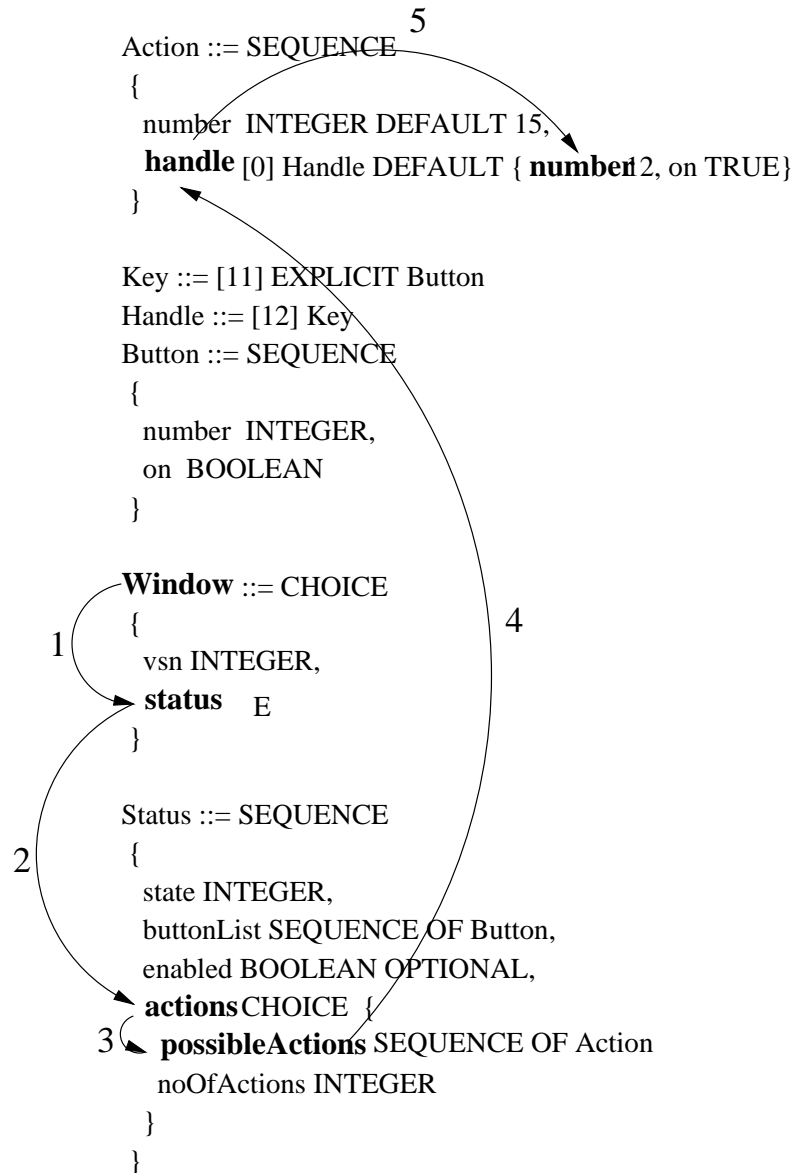 5
Action ::= SEQUENCE
{
number INTEGER DEFAULT 15,
handle [0] Handle DEFAULT { number12, on TRUE}
}
Key ::= [11] EXPLICIT Button
Handle ::= [12] Key
Button ::= SEQUENCE
{
number INTEGER,
on BOOLEAN
}
Window ::= CHOICE
{
4
1
vsn INTEGER,
status E
}
Status ::= SEQUENCE
{
2
state INTEGER,
buttonList SEQUENCE OF Button,
enabled BOOLEAN OPTIONAL,
actions CHOICE {
3
possibleActions SEQUENCE OF Action
noOfActions INTEGER
}
}